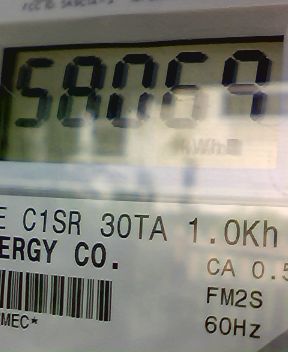 58069
kWh
E C1SR 30TA 1.0Kh
ERGY CO.
CA 0.5
FM2S
MEC*
60Hz